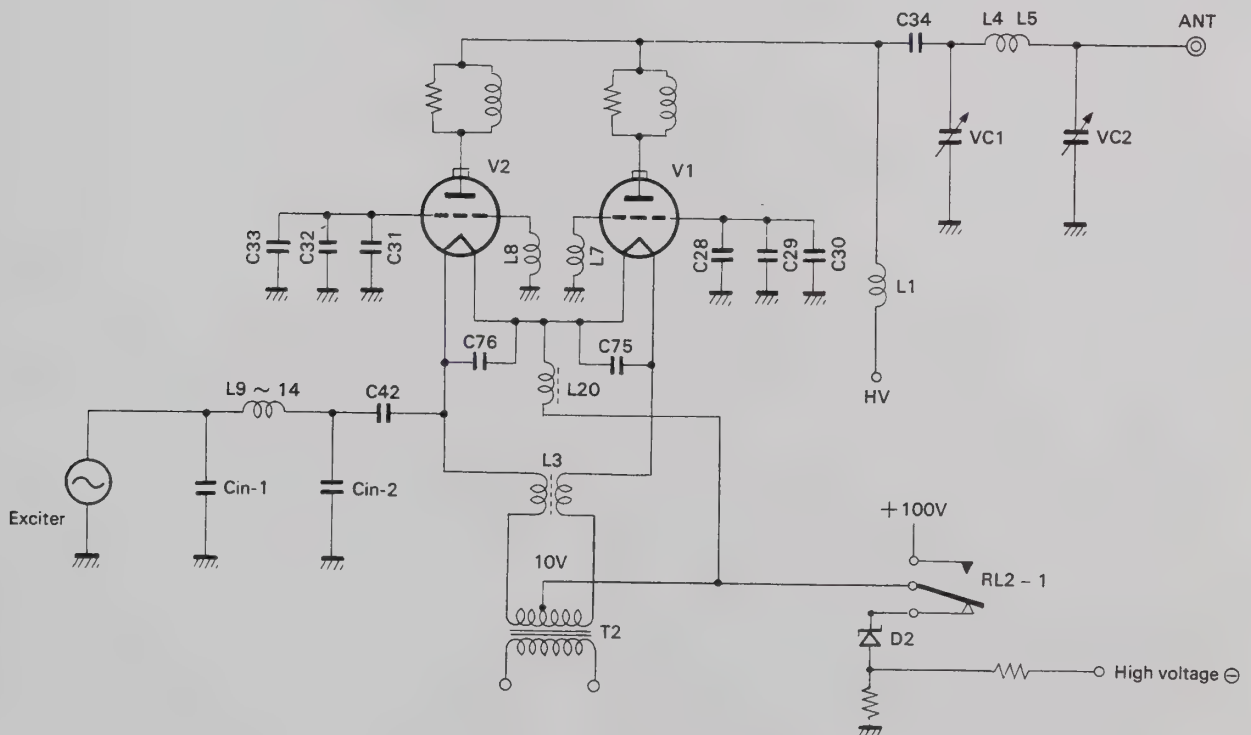 C34
L4 L5
ANT
VC1
VC2
V2
V1
C33
C32
C31
L8
L7
C28
C29
C30
L1
C76
C75
L20
HV
L9 ~ 14
C42
L3
Cin-1
Cin-2
Exciter
+100V
10V
RL2 - 1
T2
D2
High voltage ⊖